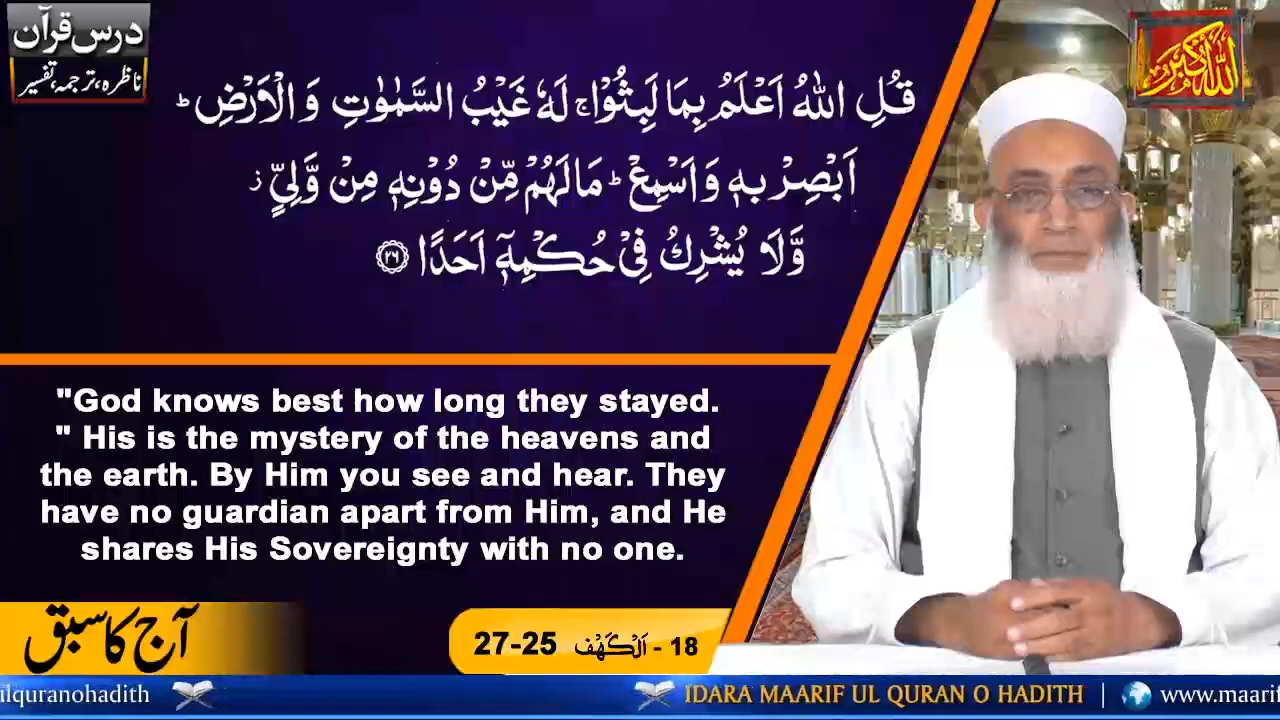 درس قرآن
ناظرہ، ترجمہ، تفسیر
اللہ اکبر
قُلِ اللّٰهُ اَعْلَمُ بِمَا لَبِثُوْا ۚ لَهٗ غَيْبُ السَّمٰوٰتِ وَ الْاَرْضِ ؕ
اَبْصِرْ بِهٖ وَ اَسْمِعْ ؕ مَا لَهُمْ مِّنْ دُوْنِهٖ مِنْ وَّلِيٍّ ز
وَّلَا يُشْرِكُ فِيْ حُكْمِهٖۤ اَحَدًا ﴿۲۶﴾
"God knows best how long they stayed.
" His is the mystery of the heavens and
the earth. By Him you see and hear. They
have no guardian apart from Him, and He
shares His Sovereignty with no one.
آج کا سبق
18 - اَلْكَهْف 25-27
ulquranohadith IDARA MAARIF UL QURAN O HADITH | www.maarif